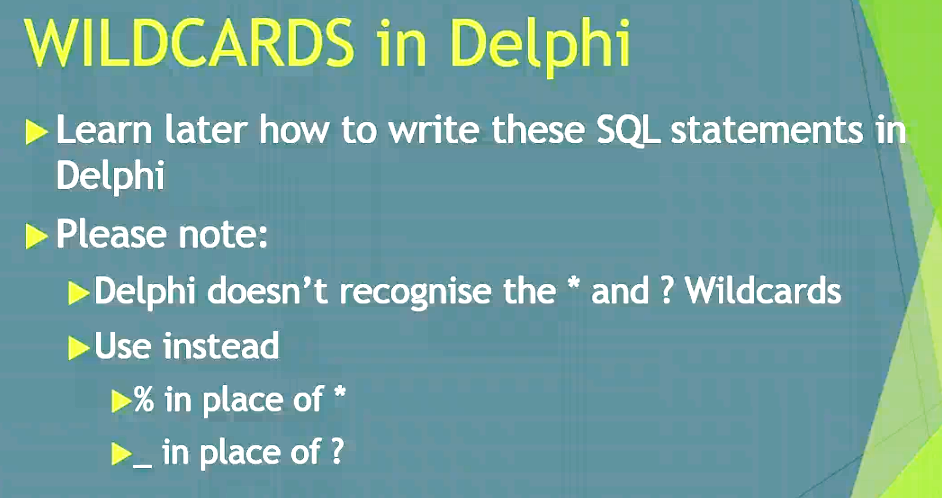 WILDCARDS in Delphi
Learn later how to write these SQL statements in
Delphi
Please note:
Delphi doesn’t recognise the * and ? Wildcards
Use instead
% in place of *
_ in place of ?